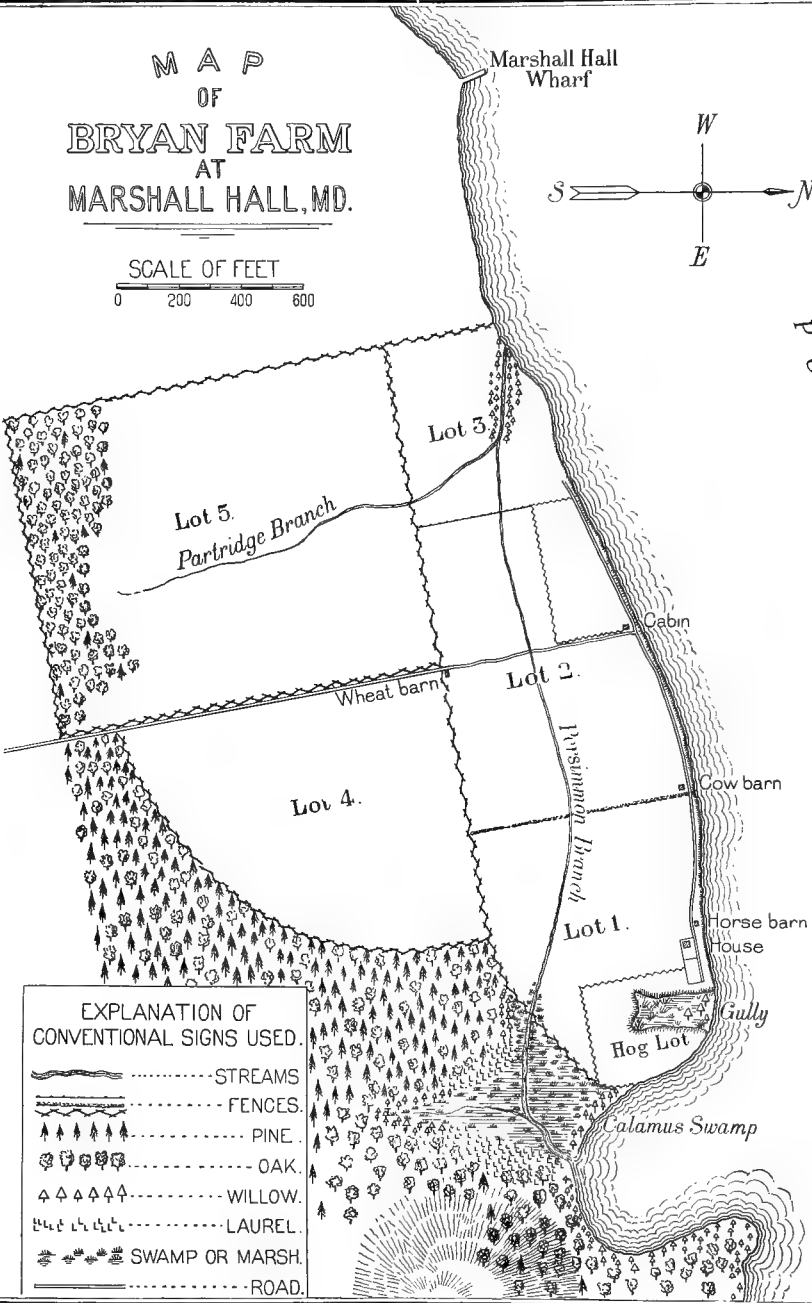 MAP
OF
BRYAN FARM
AT
MARSHALL HALL, MD.
SCALE OF FEET
0 200 400 600
Marshall Hall
Wharf
W
S
N
E
Lot 3.
Lot 5.
Partridge Branch
Cabin
Wheat barn
Lot 2.
Persimmon Branch
Lot 4.
Cow barn
Lot 1.
Horse barn
House
Gully
Hog Lot
Calamus Swamp
EXPLANATION OF
CONVENTIONAL SIGNS USED.
STREAMS
FENCES.
PINE.
OAK.
WILLOW.
LAUREL.
SWAMP OR MARSH.
ROAD.